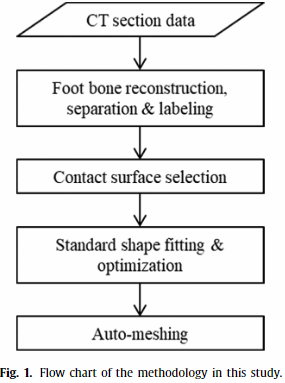 CT section data
Foot bone reconstruction,
separation & labeling
Contact surface selection
Standard shape fitting &
optimization
Auto-meshing
Fig. 1. Flow chart of the methodology in this study.